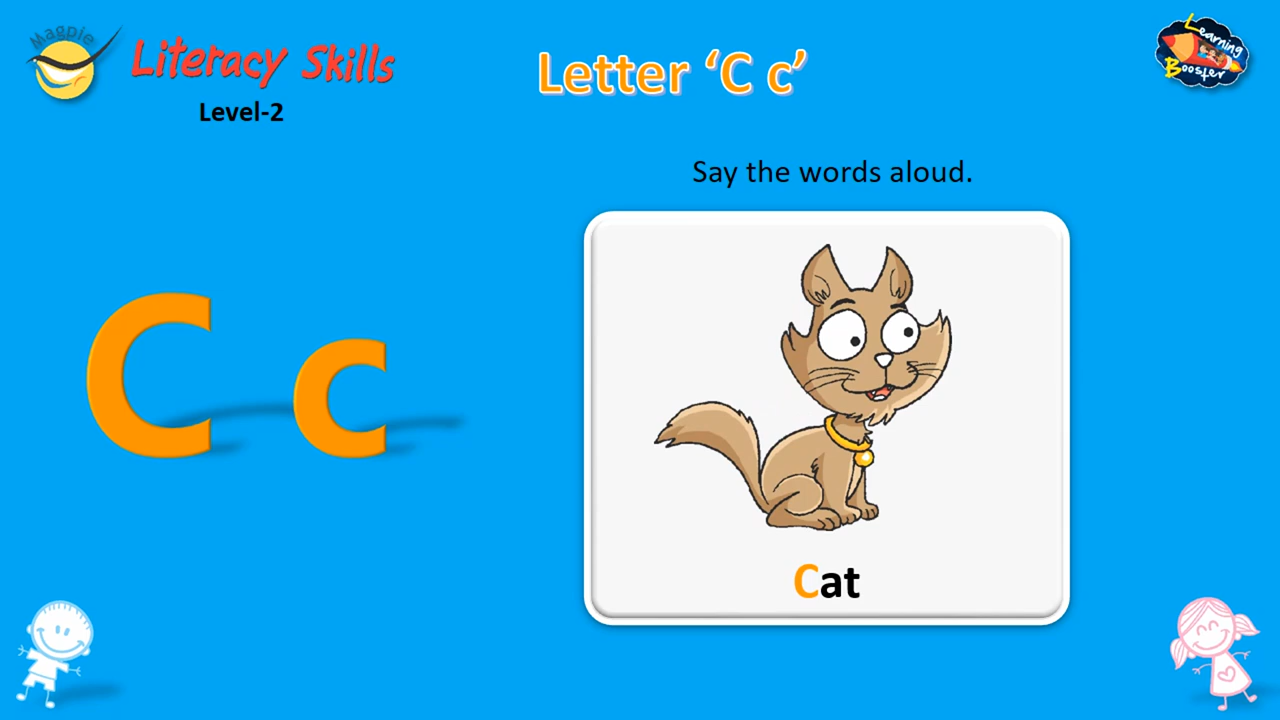 Magpie
Literacy Skills
Level-2
Letter ‘C c’
Learning
Booster
Say the words aloud.
C c
Cat